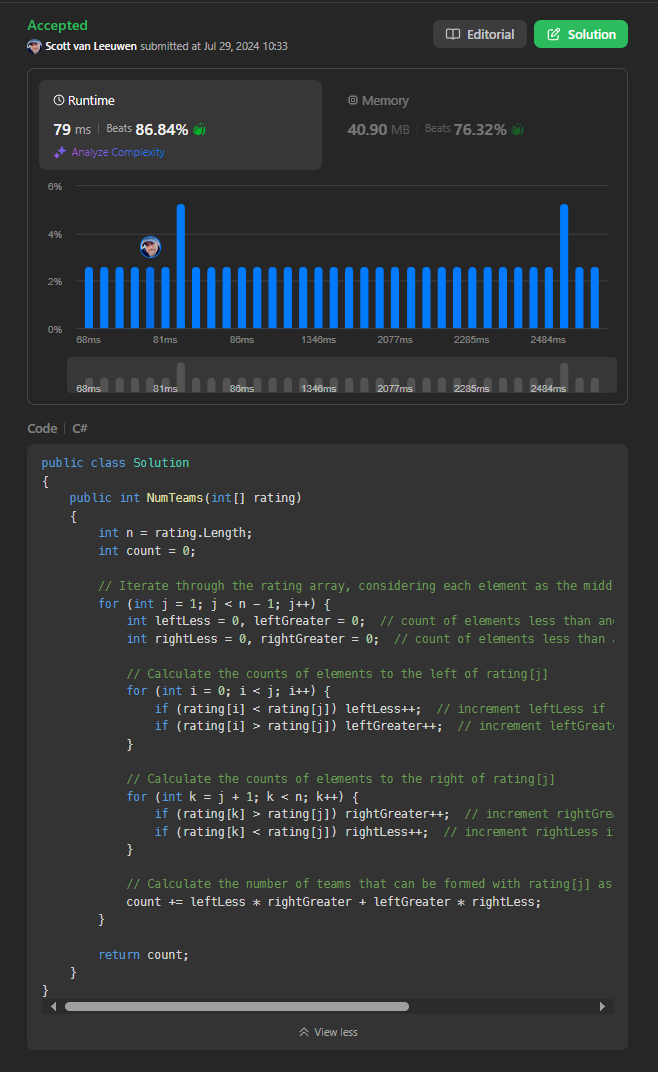 Accepted
Editorial
Solution
Scott van Leeuwen submitted at Jul 29, 2024 10:33
Runtime
Memory
79 ms | Beats 86.84%
40.90 MB | Beats 76.32%
Analyze Complexity
6%
4%
2%
0%
68ms 81ms 86ms 1346ms 2077ms 2285ms 2484ms
68ms 81ms 86ms 1346ms 2077ms 2285ms 2484ms
Code | C#
public class Solution
{
    public int NumTeams(int[] rating)
    {
        int n = rating.Length;
        int count = 0;

        // Iterate through the rating array, considering each element as the midd
        for (int j = 1; j < n - 1; j++) {
            int leftLess = 0, leftGreater = 0;  // count of elements less than and
            int rightLess = 0, rightGreater = 0;  // count of elements less than a

            // Calculate the counts of elements to the left of rating[j]
            for (int i = 0; i < j; i++) {
                if (rating[i] < rating[j]) leftLess++;  // increment leftLess if
                if (rating[i] > rating[j]) leftGreater++;  // increment leftGreate
            }

            // Calculate the counts of elements to the right of rating[j]
            for (int k = j + 1; k < n; k++) {
                if (rating[k] > rating[j]) rightGreater++;  // increment rightGrea
                if (rating[k] < rating[j]) rightLess++;  // increment rightLess if
            }

            // Calculate the number of teams that can be formed with rating[j] as
            count += leftLess * rightGreater + leftGreater * rightLess;
        }

        return count;
    }
}
View less